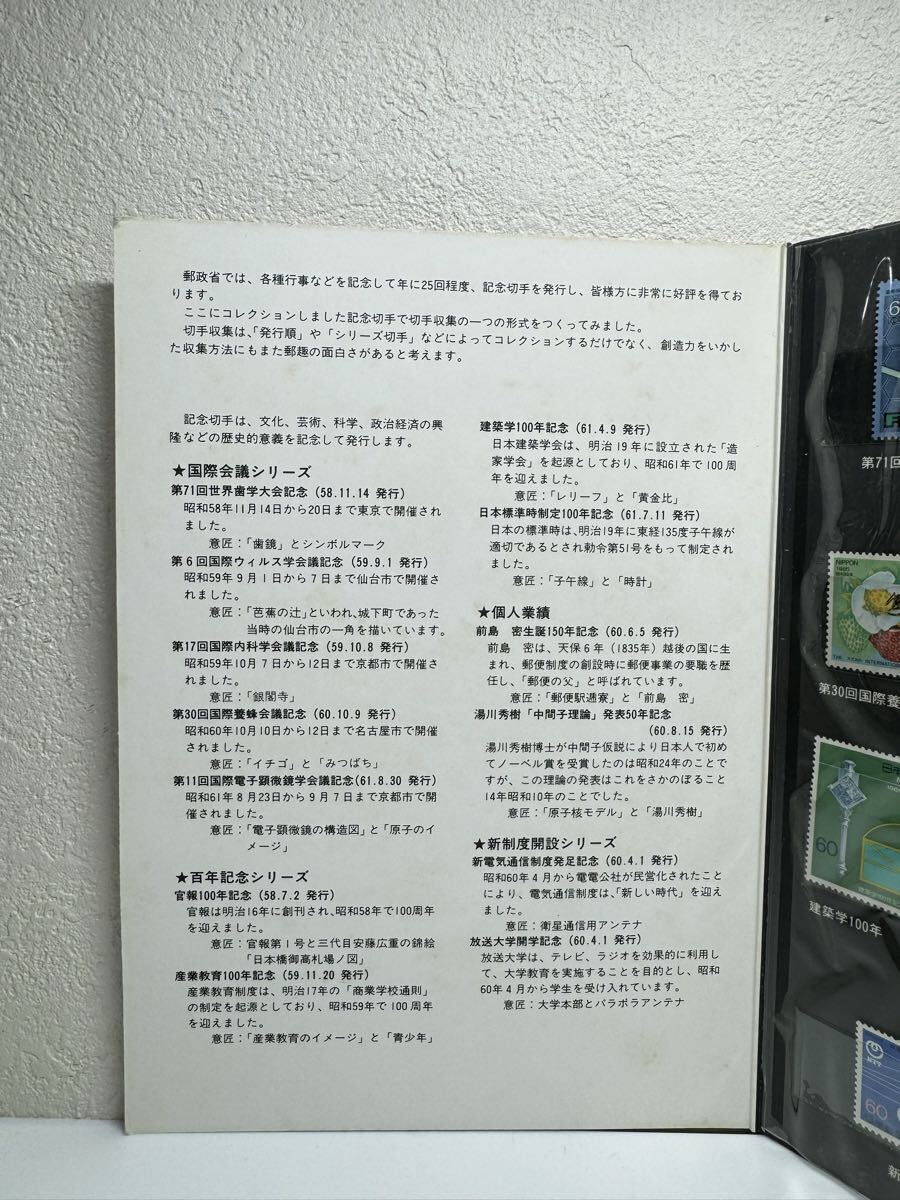 郵政省では、各種行事などを記念して年に25回程度、記念切手を発行し、皆様方に非常に好評を得てお
ります。
ここにコレクションしました記念切手で切手収集の一つの形式をつくってみました。
切手収集は、「発行順」や「シリーズ切手」などによってコレクションするだけでなく、創造力をいかし
た収集方法にもまた郵趣の面白さがあると考えます。
記念切手は、文化、芸術、科学、政治経済の興
隆などの歴史的意義を記念して発行します。
★国際会議シリーズ
第71回世界歯学大会記念（58.11.14 発行）
昭和58年11月14日から20日まで東京で開催され
ました。
意匠：「歯鏡」とシンボルマーク
第６回国際ウィルス学会議記念（59.9.1 発行）
昭和59年９月１日から７日まで仙台市で開催さ
れました。
意匠：「芭蕉の辻」といわれ、城下町であった
当時の仙台市の一角を描いています。
第17回国際内科学会議記念（59.10.8 発行）
昭和59年10月７日から12日まで京都市で開催さ
れました。
意匠：「銀閣寺」
第30回国際養蜂会議記念（60.10.9 発行）
昭和60年10月10日から12日まで名古屋市で開催
されました。
意匠：「イチゴ」と「みつばち」
第11回国際電子顕微鏡学会議記念(61.8.30 発行)
昭和61年８月23日から９月７日まで京都市で開
催されました。
意匠：「電子顕微鏡の構造図」と「原子のイ
メージ」
★百年記念シリーズ
官報100年記念（58.7.2 発行）
官報は明治16年に創刊され、昭和58年で100周年
を迎えました。
意匠：官報第１号と三代目安藤広重の錦絵
「日本橋御高札場ノ図」
産業教育100年記念（59.11.20 発行）
産業教育制度は、明治17年の「商業学校通則」
の制定を起源としており、昭和59年で100周年
を迎えました。
意匠：「産業教育のイメージ」と「青少年」
建築学100年記念（61.4.9 発行）
日本建築学会は、明治19年に設立された「造
家学会」を起源としており、昭和61年で100周
年を迎えました。
意匠：「レリーフ」と「黄金比」
日本標準時制定100年記念（61.7.11 発行）
日本の標準時は、明治19年に東経135度子午線が
適切であるとされ勅令第51号をもって制定され
ました。
意匠：「子午線」と「時計」
★個人業績
前島　密生誕150年記念（60.6.5 発行）
前島　密は、天保６年（1835年）越後の国に生
まれ、郵便制度の創設時に郵便事業の要職を歴
任し、「郵便の父」と呼ばれています。
意匠：「郵便駅逓寮」と「前島　密」
湯川秀樹「中間子理論」発表50年記念
（60.8.15 発行）
湯川秀樹博士が中間子仮説により日本人で初め
てノーベル賞を受賞したのは昭和24年のことで
すが、この理論の発表はこれをさかのぼること
14年昭和10年のことでした。
意匠：「原子核モデル」と「湯川秀樹」
★新制度開設シリーズ
新電気通信制度発足記念（60.4.1 発行）
昭和60年４月から電電公社が民営化されたこと
により、電気通信制度は、「新しい時代」を迎え
ました。
意匠：衛星通信用アンテナ
放送大学開学記念（60.4.1 発行）
放送大学は、テレビ、ラジオを効果的に利用し
て、大学教育を実施することを目的とし、昭和
60年４月から学生を受け入れています。
意匠：大学本部とパラボラアンテナ
第71回
NIPPON
第30回国際養
60
建築学100年
60
新